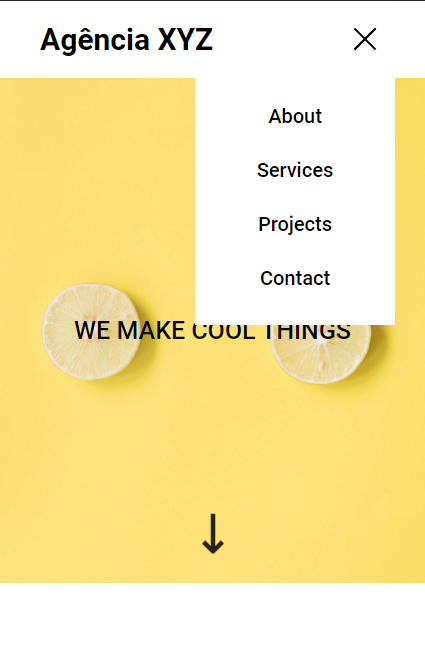 Agência XYZ
About
Services
Projects
Contact
WE MAKE COOL THINGS